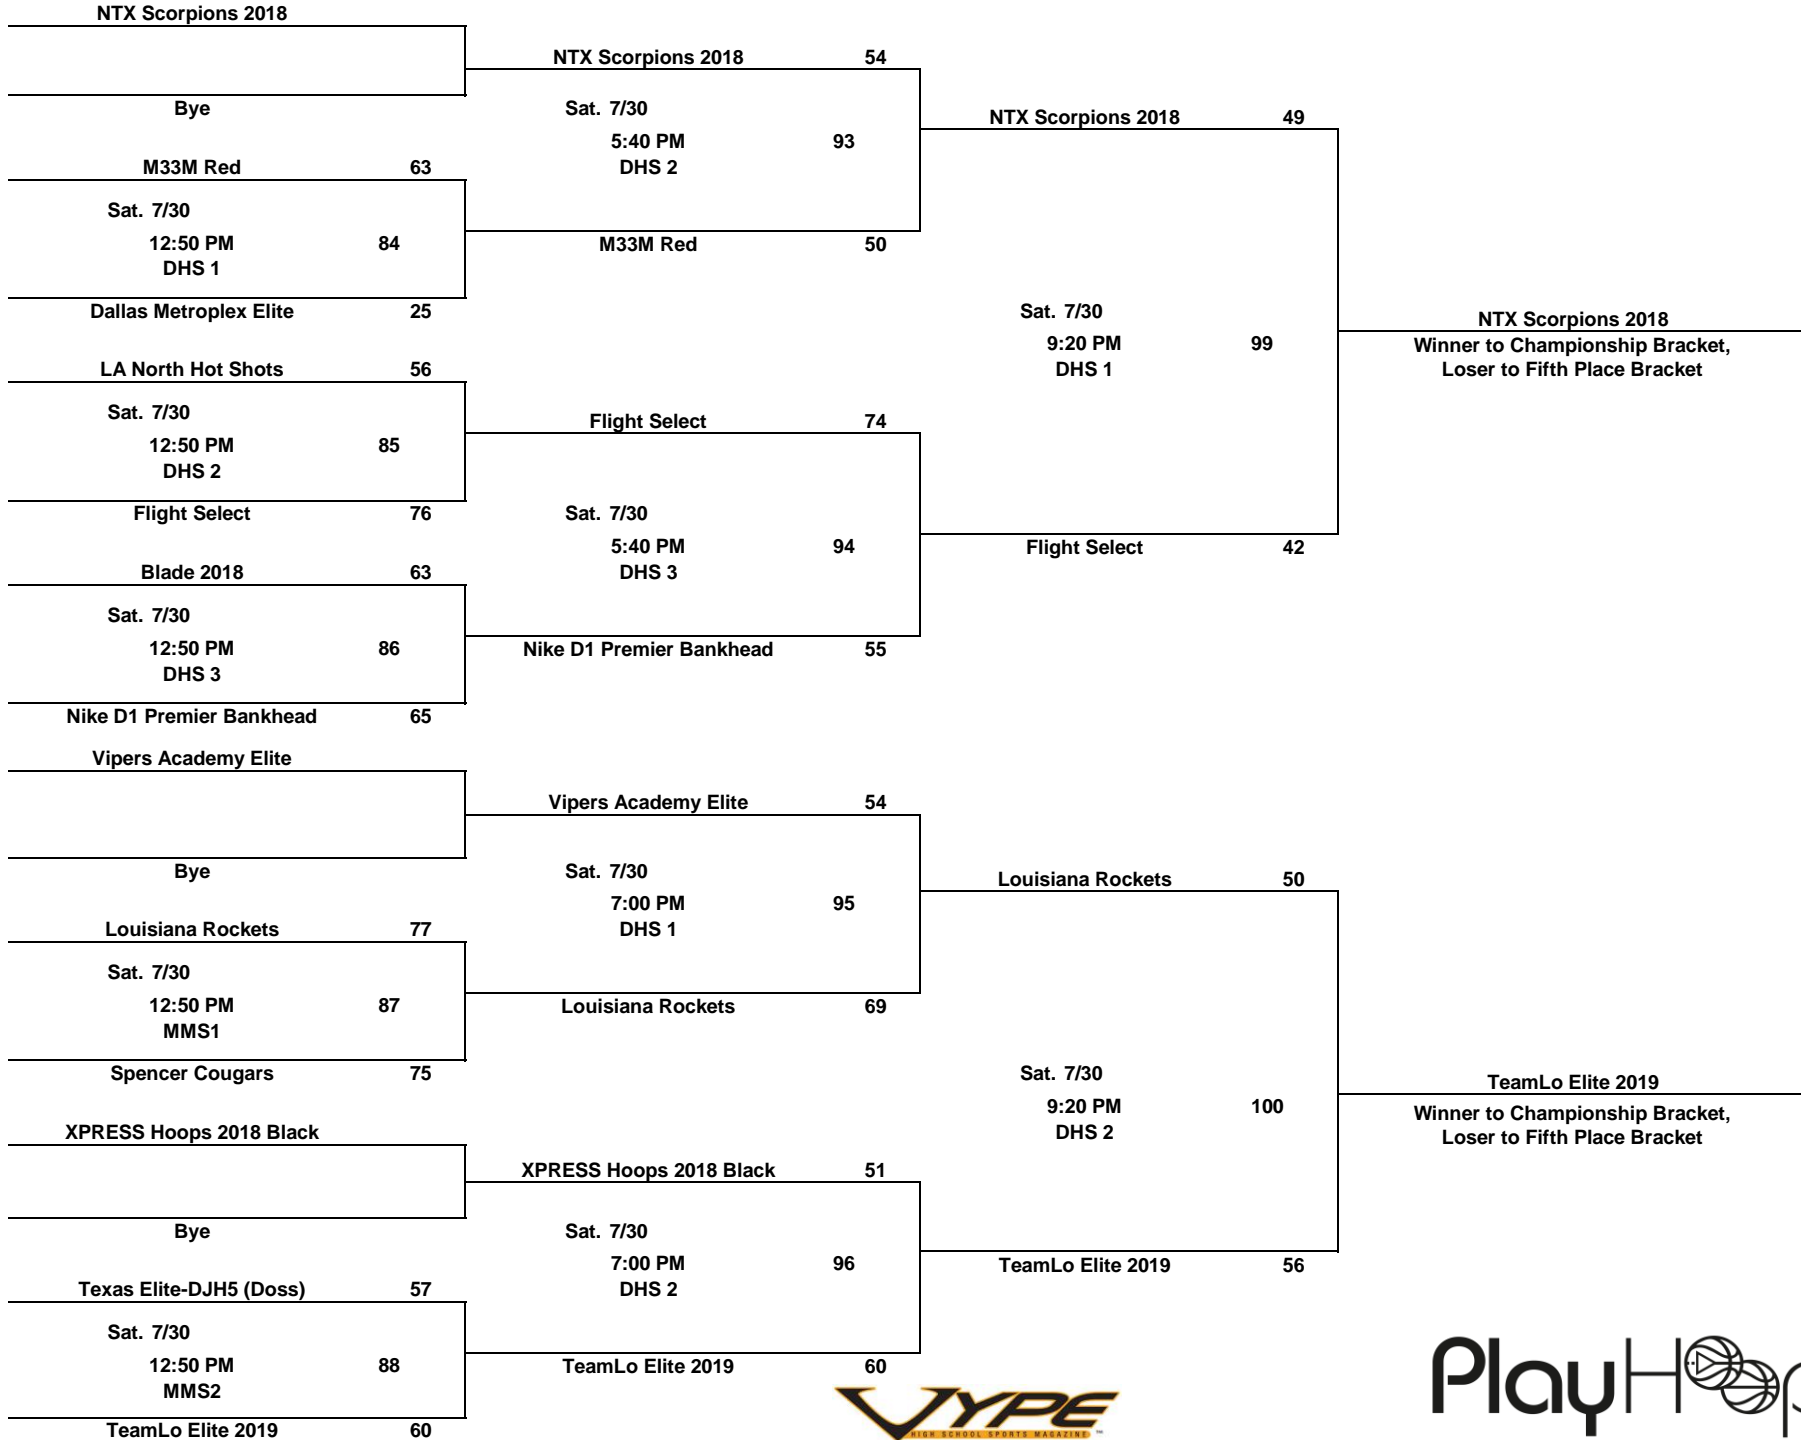 NTX Scorpions 2018
Bye
M33M Red 63
Sat. 7/30
12:50 PM 84
DHS 1
Dallas Metroplex Elite 25
LA North Hot Shots 56
Sat. 7/30
12:50 PM 85
DHS 2
Flight Select 76
Blade 2018 63
Sat. 7/30
12:50 PM 86
DHS 3
Nike D1 Premier Bankhead 65
Vipers Academy Elite
Bye
Louisiana Rockets 77
Sat. 7/30
12:50 PM 87
MMS1
Spencer Cougars 75
XPRESS Hoops 2018 Black
Bye
Texas Elite-DJH5 (Doss) 57
Sat. 7/30
12:50 PM 88
MMS2
TeamLo Elite 2019 60
NTX Scorpions 2018 54
Sat. 7/30
5:40 PM 93
DHS 2
M33M Red 50
Flight Select 74
Sat. 7/30
5:40 PM 94
DHS 3
Nike D1 Premier Bankhead 55
Vipers Academy Elite 54
Sat. 7/30
7:00 PM 95
DHS 1
Louisiana Rockets 69
XPRESS Hoops 2018 Black 51
Sat. 7/30
7:00 PM 96
DHS 2
TeamLo Elite 2019 60
NTX Scorpions 2018 49
Sat. 7/30
9:20 PM 99
DHS 1
Flight Select 42
Louisiana Rockets 50
Sat. 7/30
9:20 PM 100
DHS 2
TeamLo Elite 2019 56
NTX Scorpions 2018
Winner to Championship Bracket,
Loser to Fifth Place Bracket
TeamLo Elite 2019
Winner to Championship Bracket,
Loser to Fifth Place Bracket
VYPE
HIGH SCHOOL SPORTS MAGAZINE ™
PlayHoop